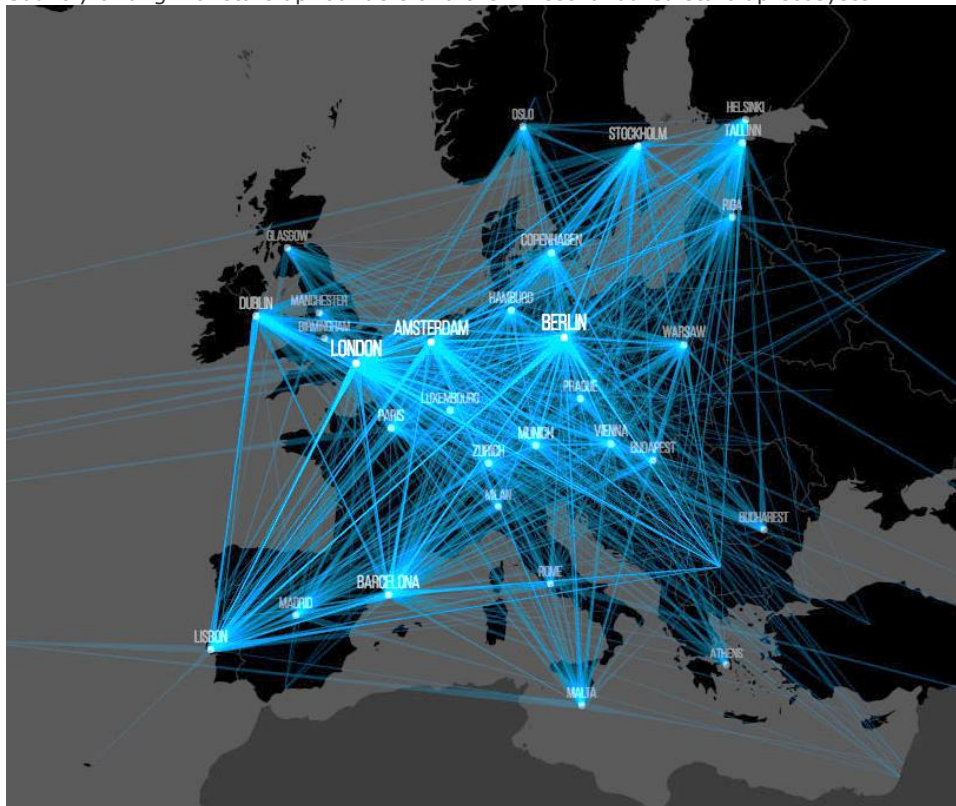 HELSINKI
OSLO
STOCKHOLM
TALLINN
RIGA
GLASGOW
COPENHAGEN
DUBLIN
MANCHESTER
HAMBURG
BIRMINGHAM
AMSTERDAM
BERLIN
WARSAW
LONDON
PRAGUE
LUXEMBOURG
PARIS
MUNICH
VIENNA
ZURICH
BUDAPEST
MILAN
BUCHAREST
ROME
BARCELONA
MADRID
LISBON
ATHENS
MALTA